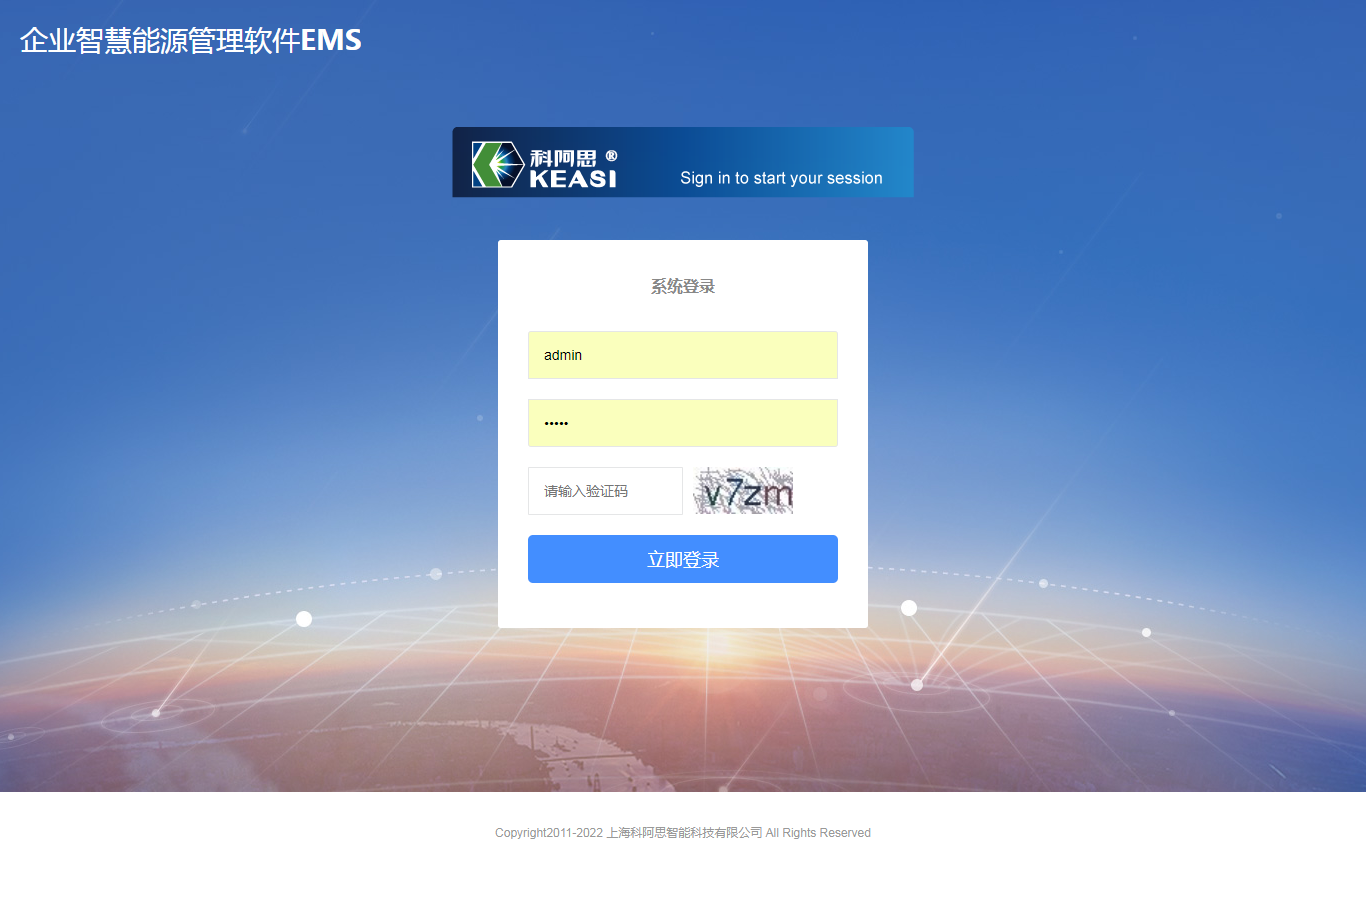 企业智慧能源管理软件EMS
科阿思 ®
KEASI
Sign in to start your session
系统登录
admin
•••••
请输入验证码
v7zm
立即登录
Copyright2011-2022 上海科阿思智能科技有限公司 All Rights Reserved